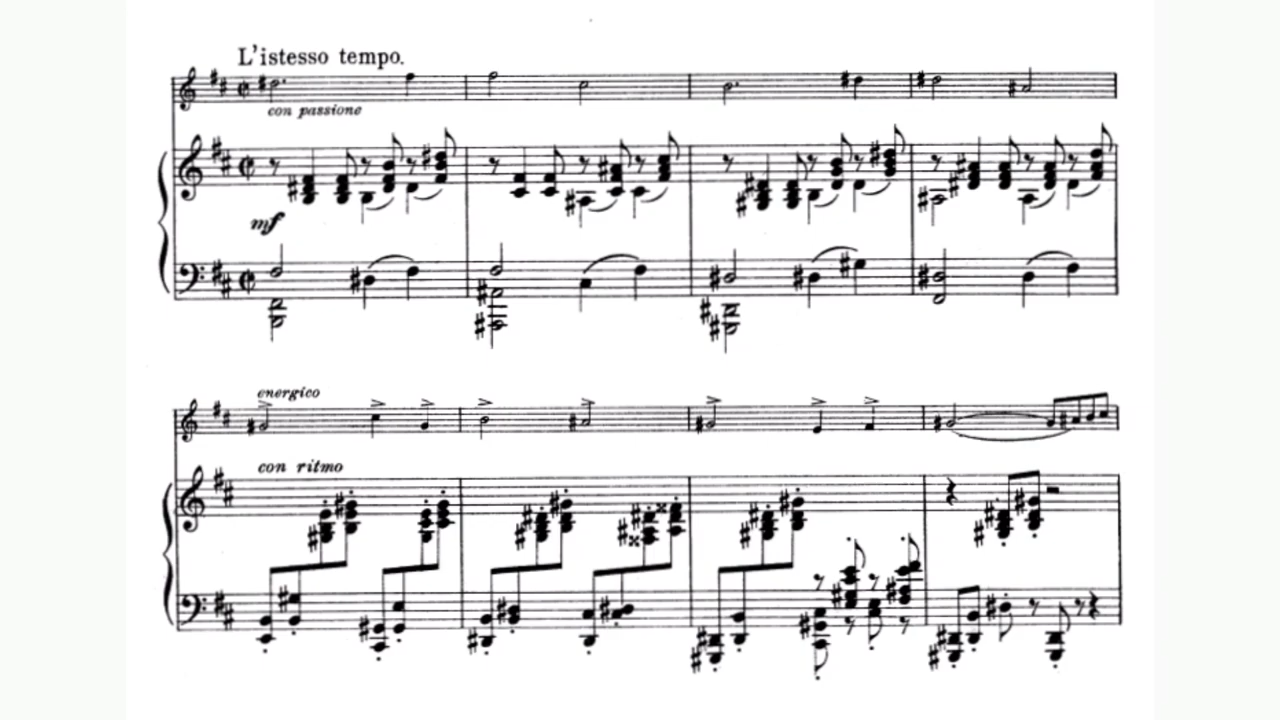 L'istesso tempo.
con passione
mf
energico
con ritmo